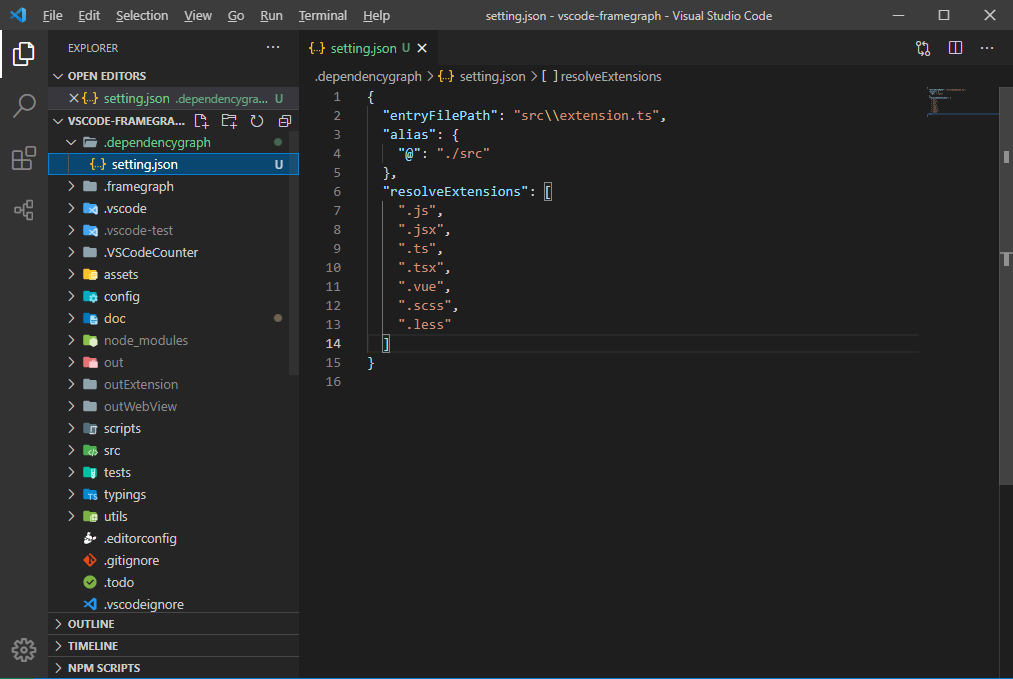 File Edit Selection View Go Run Terminal Help setting.json - vscode-framegraph - Visual Studio Code
EXPLORER
OPEN EDITORS
{..} setting.json .dependencygra... U
VSCODE-FRAMEGRA...
.dependencygraph
{..} setting.json U
.framegraph
.vscode
.vscode-test
.VSCodeCounter
assets
config
doc
node_modules
out
outExtension
outWebView
scripts
src
tests
typings
utils
.editorconfig
.gitignore
.todo
.vscodeignore
OUTLINE
TIMELINE
NPM SCRIPTS
{..} setting.json U
.dependencygraph > {..} setting.json > [ ] resolveExtensions
1 {
2 "entryFilePath": "src\\extension.ts",
3 "alias": {
4 "@": "./src"
5 },
6 "resolveExtensions": [
7 ".js",
8 ".jsx",
9 ".ts",
10 ".tsx",
11 ".vue",
12 ".scss",
13 ".less"
14 ]
15 }
16